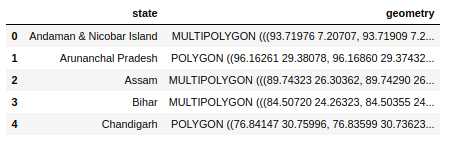 state geometry
0 Andaman & Nicobar Island MULTIPOLYGON (((93.71976 7.20707, 93.71909 7.2...
1 Arunanchal Pradesh POLYGON ((96.16261 29.38078, 96.16860 29.37432...
2 Assam MULTIPOLYGON (((89.74323 26.30362, 89.74290 26...
3 Bihar MULTIPOLYGON (((84.50720 24.26323, 84.50355 24...
4 Chandigarh POLYGON ((76.84147 30.75996, 76.83599 30.73623...